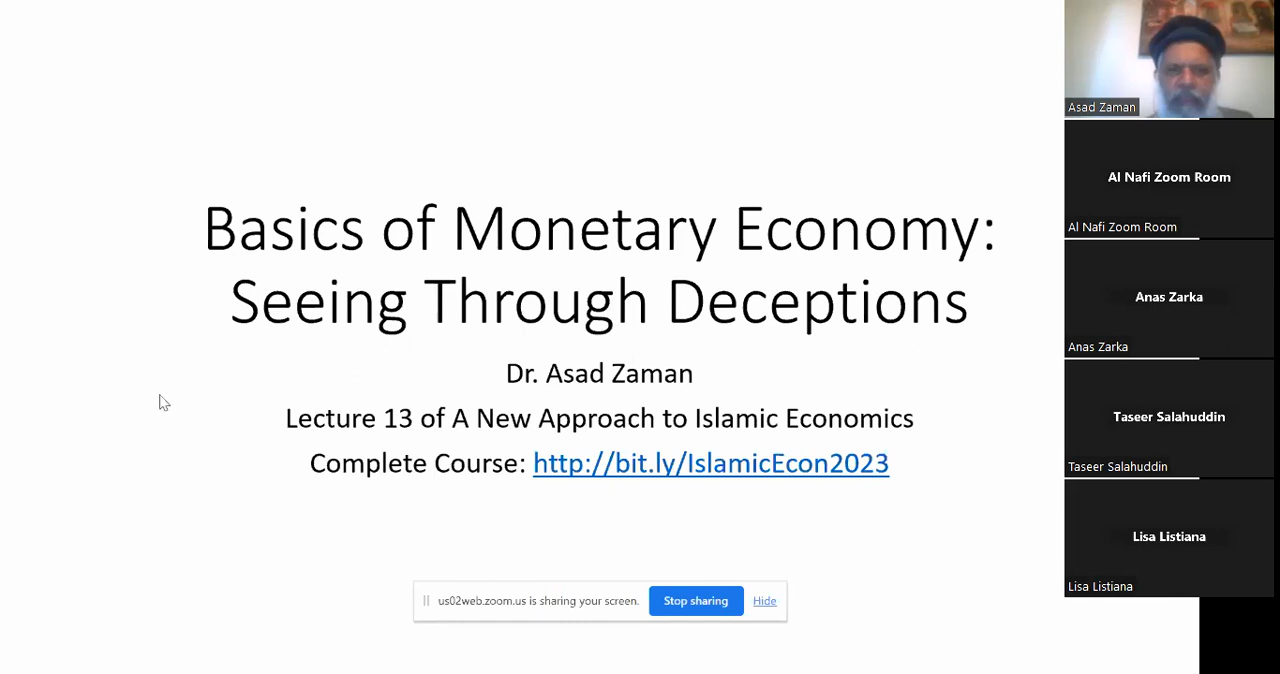 Basics of Monetary Economy:
Seeing Through Deceptions
Dr. Asad Zaman
Lecture 13 of A New Approach to Islamic Economics
Complete Course: http://bit.ly/IslamicEcon2023
us02web.zoom.us is sharing your screen.
Stop sharing
Hide
Asad Zaman
Al Nafi Zoom Room
Al Nafi Zoom Room
Anas Zarka
Anas Zarka
Taseer Salahuddin
Taseer Salahuddin
Lisa Listiana
Lisa Listiana